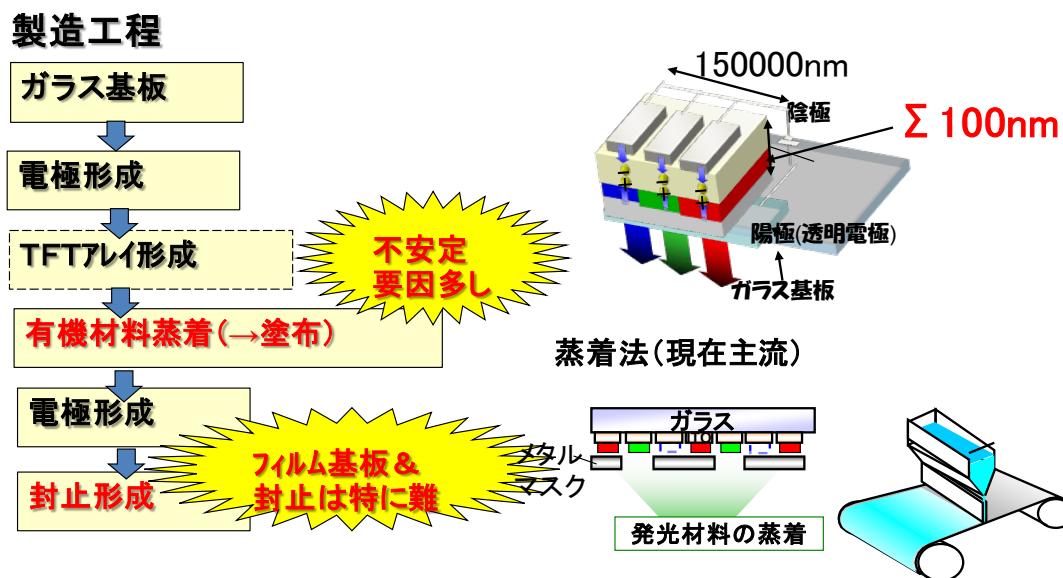 製造工程
ガラス基板
電極形成
TFTアレイ形成
不安定
要因多し
有機材料蒸着(→塗布)
電極形成
フィルム基板&
封止は特に難
封止形成
150000nm
陰極
Σ 100nm
陽極(透明電極)
ガラス基板
蒸着法(現在主流)
ガラス
ITO
メタル
マスク
発光材料の蒸着